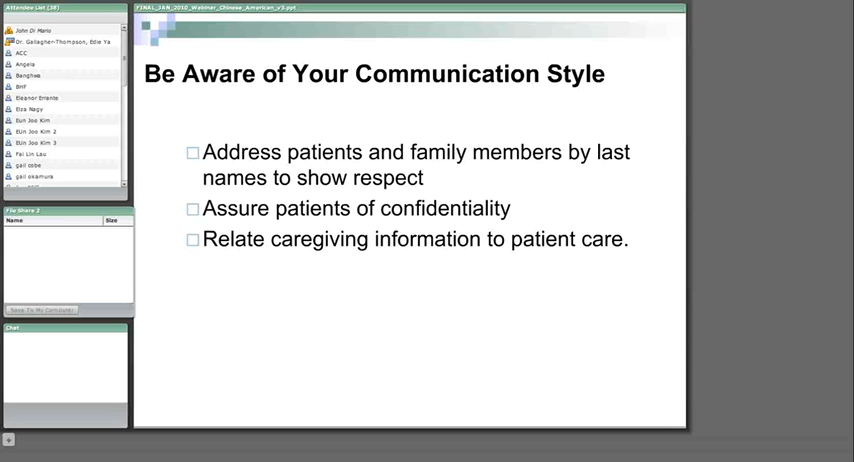 Attendee List (38)
John Di Mario
Dr. Gallagher-Thompson, Edie Ya
ACC
Angela
Banghwa
BHF
Eleanor Errante
Elza Nagy
Eun Joo Kim
EUn Joo Kim 2
EUn Joo Kim 3
Fai Lin Lau
gail cobe
gail okamura
File Share 2
Name Size
Save To My Computer
Chat
FINAL_JAN_2010_Webinar_Chinese_American_v3.ppt
Be Aware of Your Communication Style
Address patients and family members by last
names to show respect
Assure patients of confidentiality
Relate caregiving information to patient care.